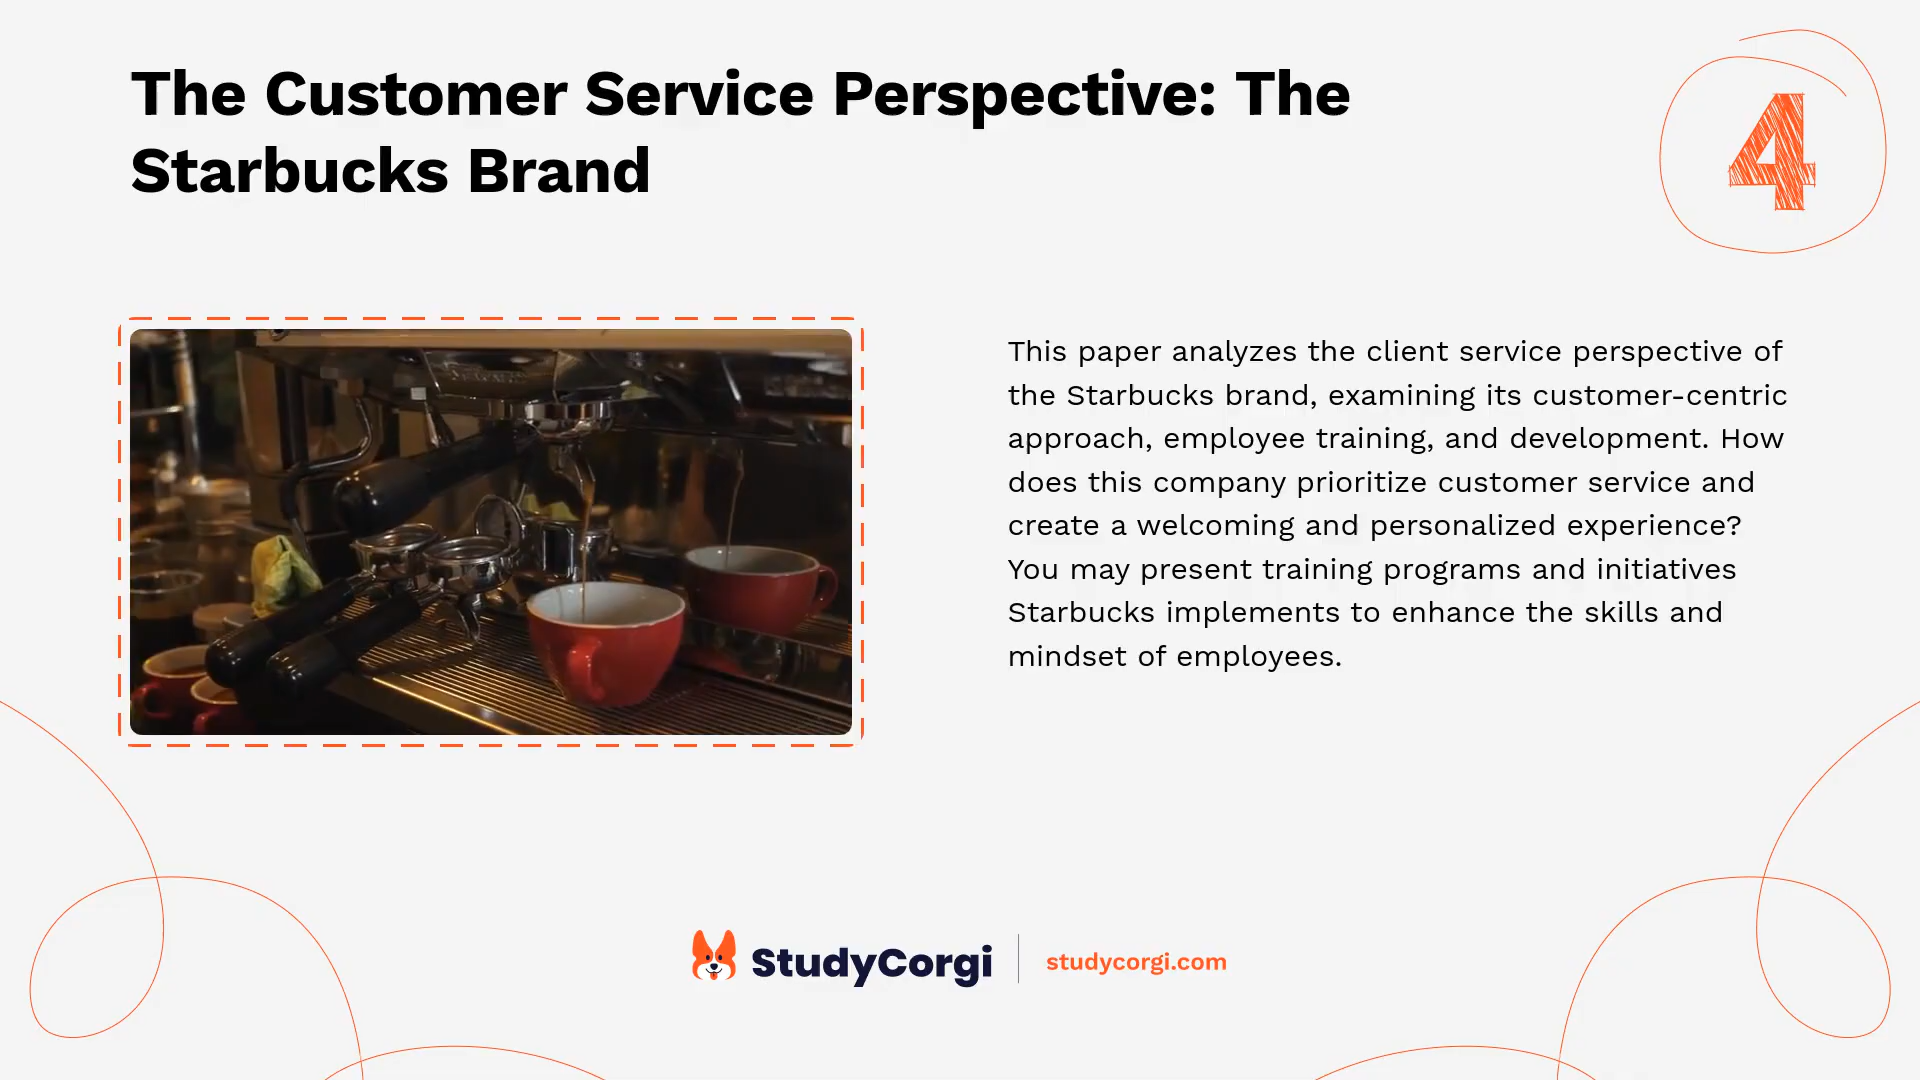 The Customer Service Perspective: The
Starbucks Brand
4
This paper analyzes the client service perspective of
the Starbucks brand, examining its customer-centric
approach, employee training, and development. How
does this company prioritize customer service and
create a welcoming and personalized experience?
You may present training programs and initiatives
Starbucks implements to enhance the skills and
mindset of employees.
StudyCorgi
studycorgi.com